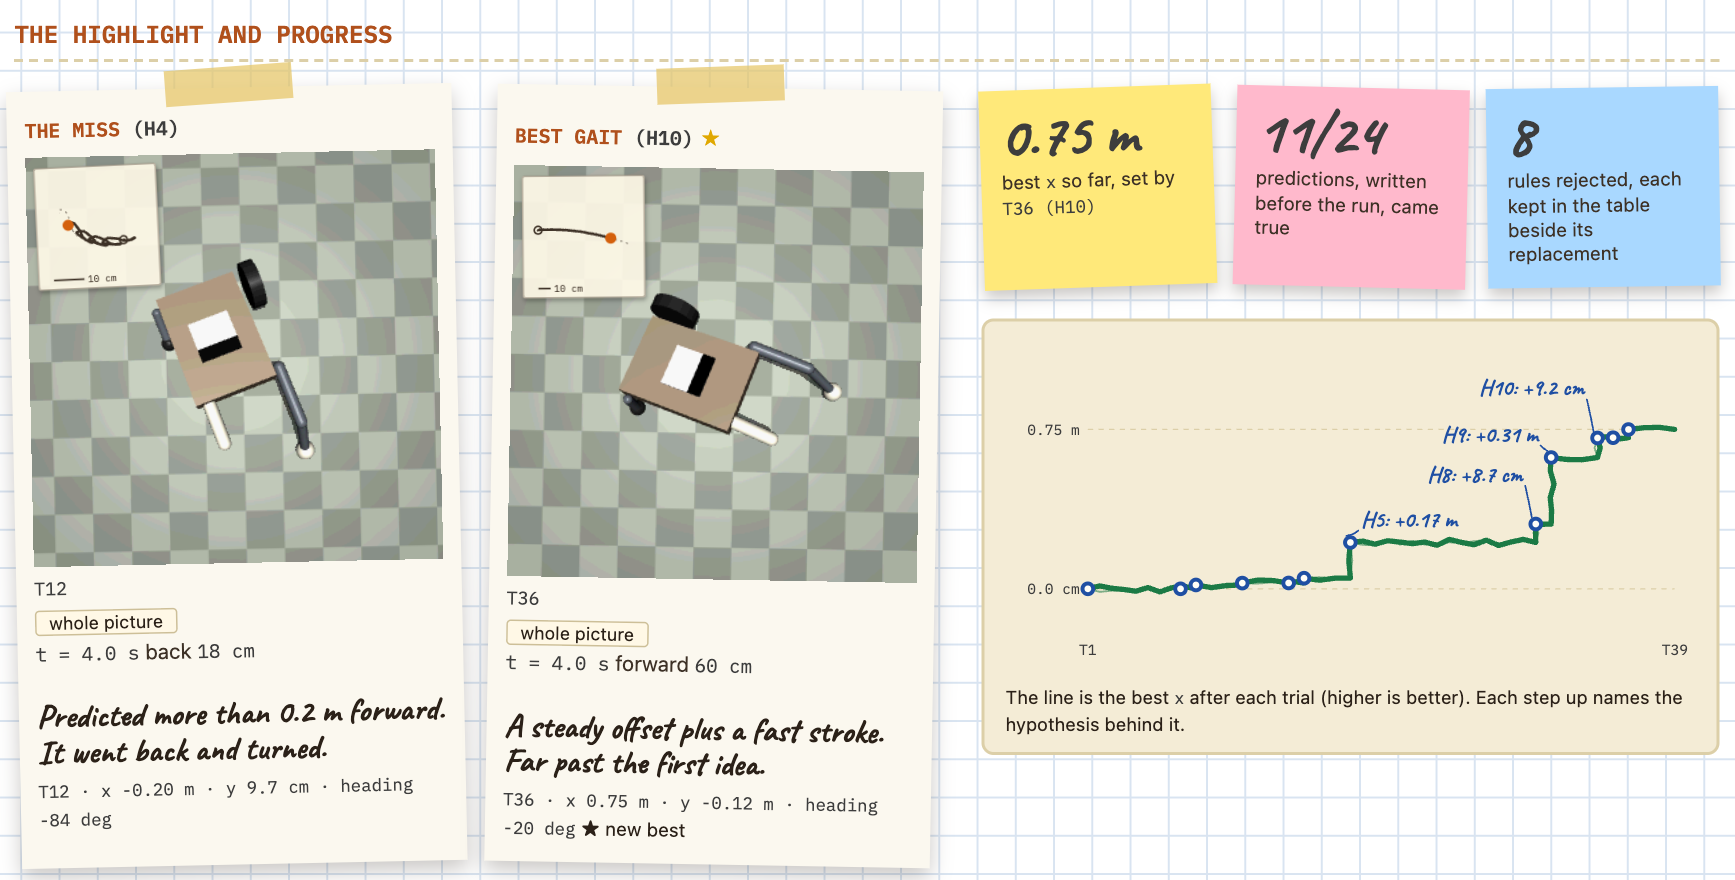 THE HIGHLIGHT AND PROGRESS
THE MISS (H4)
10 cm
T12
whole picture
t = 4.0 s back 18 cm
Predicted more than 0.2 m forward.
It went back and turned.
T12 · x -0.20 m · y 9.7 cm · heading
-84 deg
BEST GAIT (H10) ★
10 cm
T36
whole picture
t = 4.0 s forward 60 cm
A steady offset plus a fast stroke.
Far past the first idea.
T36 · x 0.75 m · y -0.12 m · heading
-20 deg ★ new best
0.75 m
best x so far, set by
T36 (H10)
11/24
predictions, written
before the run, came
true
8
rules rejected, each
kept in the table
beside its
replacement
H10: +9.2 cm
0.75 m
H9: +0.31 m
H8: +8.7 cm
H5: +0.17 m
0.0 cm
T1
T39
The line is the best x after each trial (higher is better). Each step up names the
hypothesis behind it.